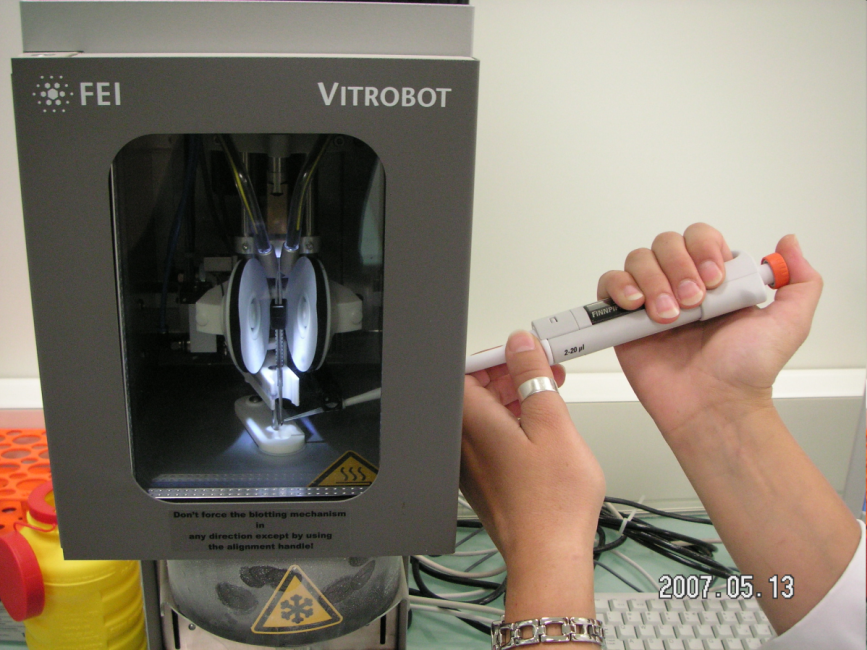 FEI
VITROBOT
2-20 µl
Don't force the blotting mechanism
in
any direction except by using
the alignment handle!
2007.05.13